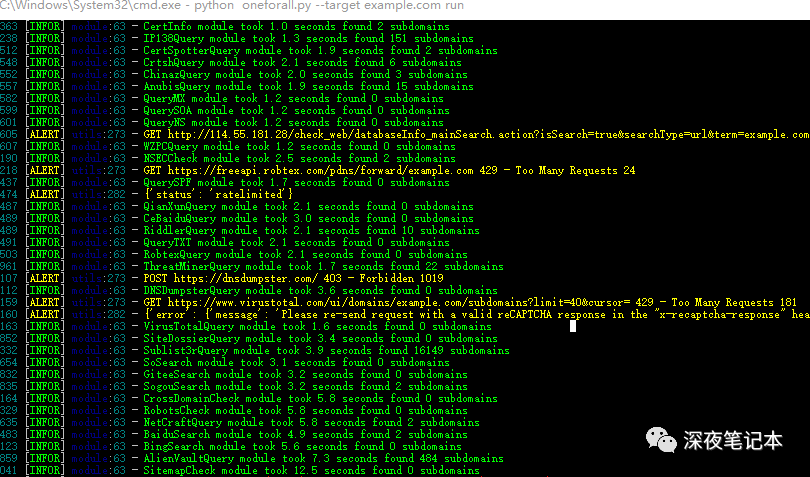 C:\Windows\System32\cmd.exe - python  oneforall.py --target example.com run
363 [INFOR] module:63 - CertInfo module took 1.0 seconds found 2 subdomains
238 [INFOR] module:63 - IP138Query module took 1.3 seconds found 151 subdomains
512 [INFOR] module:63 - CertSpotterQuery module took 1.9 seconds found 2 subdomains
548 [INFOR] module:63 - CrtshQuery module took 2.1 seconds found 6 subdomains
552 [INFOR] module:63 - ChinazQuery module took 2.0 seconds found 3 subdomains
557 [INFOR] module:63 - AnubisQuery module took 1.9 seconds found 15 subdomains
582 [INFOR] module:63 - QueryMX module took 1.2 seconds found 0 subdomains
599 [INFOR] module:63 - QuerySOA module took 1.2 seconds found 0 subdomains
601 [INFOR] module:63 - QueryNS module took 1.2 seconds found 0 subdomains
605 [ALERT] utils:273 - GET http://114.55.181.28/check_web/databaseInfo_mainSearch.action?isSearch=true&searchType=url&term=example.com
607 [INFOR] module:63 - WZPCQuery module took 1.2 seconds found 0 subdomains
190 [INFOR] module:63 - NSECCheck module took 2.5 seconds found 2 subdomains
218 [ALERT] utils:273 - GET https://freeapi.robtex.com/pdns/forward/example.com 429 - Too Many Requests 24
437 [INFOR] module:63 - QuerySPF module took 1.7 seconds found 0 subdomains
474 [ALERT] utils:282 - {'status': 'ratelimited'}
487 [INFOR] module:63 - QianXunQuery module took 2.1 seconds found 0 subdomains
488 [INFOR] module:63 - CeBaiduQuery module took 3.0 seconds found 0 subdomains
489 [INFOR] module:63 - RiddlerQuery module took 2.1 seconds found 10 subdomains
491 [INFOR] module:63 - QueryTXT module took 2.1 seconds found 0 subdomains
503 [INFOR] module:63 - RobtexQuery module took 2.1 seconds found 0 subdomains
961 [INFOR] module:63 - ThreatMinerQuery module took 1.7 seconds found 22 subdomains
107 [ALERT] utils:273 - POST https://dnsdumpster.com/ 403 - Forbidden 1019
112 [INFOR] module:63 - DNSDumpsterQuery module took 3.6 seconds found 0 subdomains
159 [ALERT] utils:273 - GET https://www.virustotal.com/ui/domains/example.com/subdomains?limit=40&cursor= 429 - Too Many Requests 181
160 [ALERT] utils:282 - {'error': {'message': 'Please re-send request with a valid reCAPTCHA response in the "x-recaptcha-response" hea
163 [INFOR] module:63 - VirusTotalQuery module took 1.6 seconds found 0 subdomains
852 [INFOR] module:63 - SiteDossierQuery module took 3.4 seconds found 0 subdomains
332 [INFOR] module:63 - Sublist3rQuery module took 3.9 seconds found 16149 subdomains
654 [INFOR] module:63 - SoSearch module took 3.1 seconds found 0 subdomains
832 [INFOR] module:63 - GiteeSearch module took 3.2 seconds found 0 subdomains
835 [INFOR] module:63 - SogouSearch module took 3.2 seconds found 2 subdomains
164 [INFOR] module:63 - CrossDomainCheck module took 5.8 seconds found 0 subdomains
329 [INFOR] module:63 - RobotsCheck module took 5.8 seconds found 0 subdomains
635 [INFOR] module:63 - NetCraftQuery module took 5.8 seconds found 2 subdomains
483 [INFOR] module:63 - BaiduSearch module took 4.9 seconds found 2 subdomains
123 [INFOR] module:63 - BingSearch module took 5.6 seconds found 0 subdomains
876 [INFOR] module:63 - AlienVaultQuery module took 7.3 seconds found 484 subdomains
041 [INFOR] module:63 - SitemapCheck module took 12.5 seconds found 0 subdomains
深夜笔记本